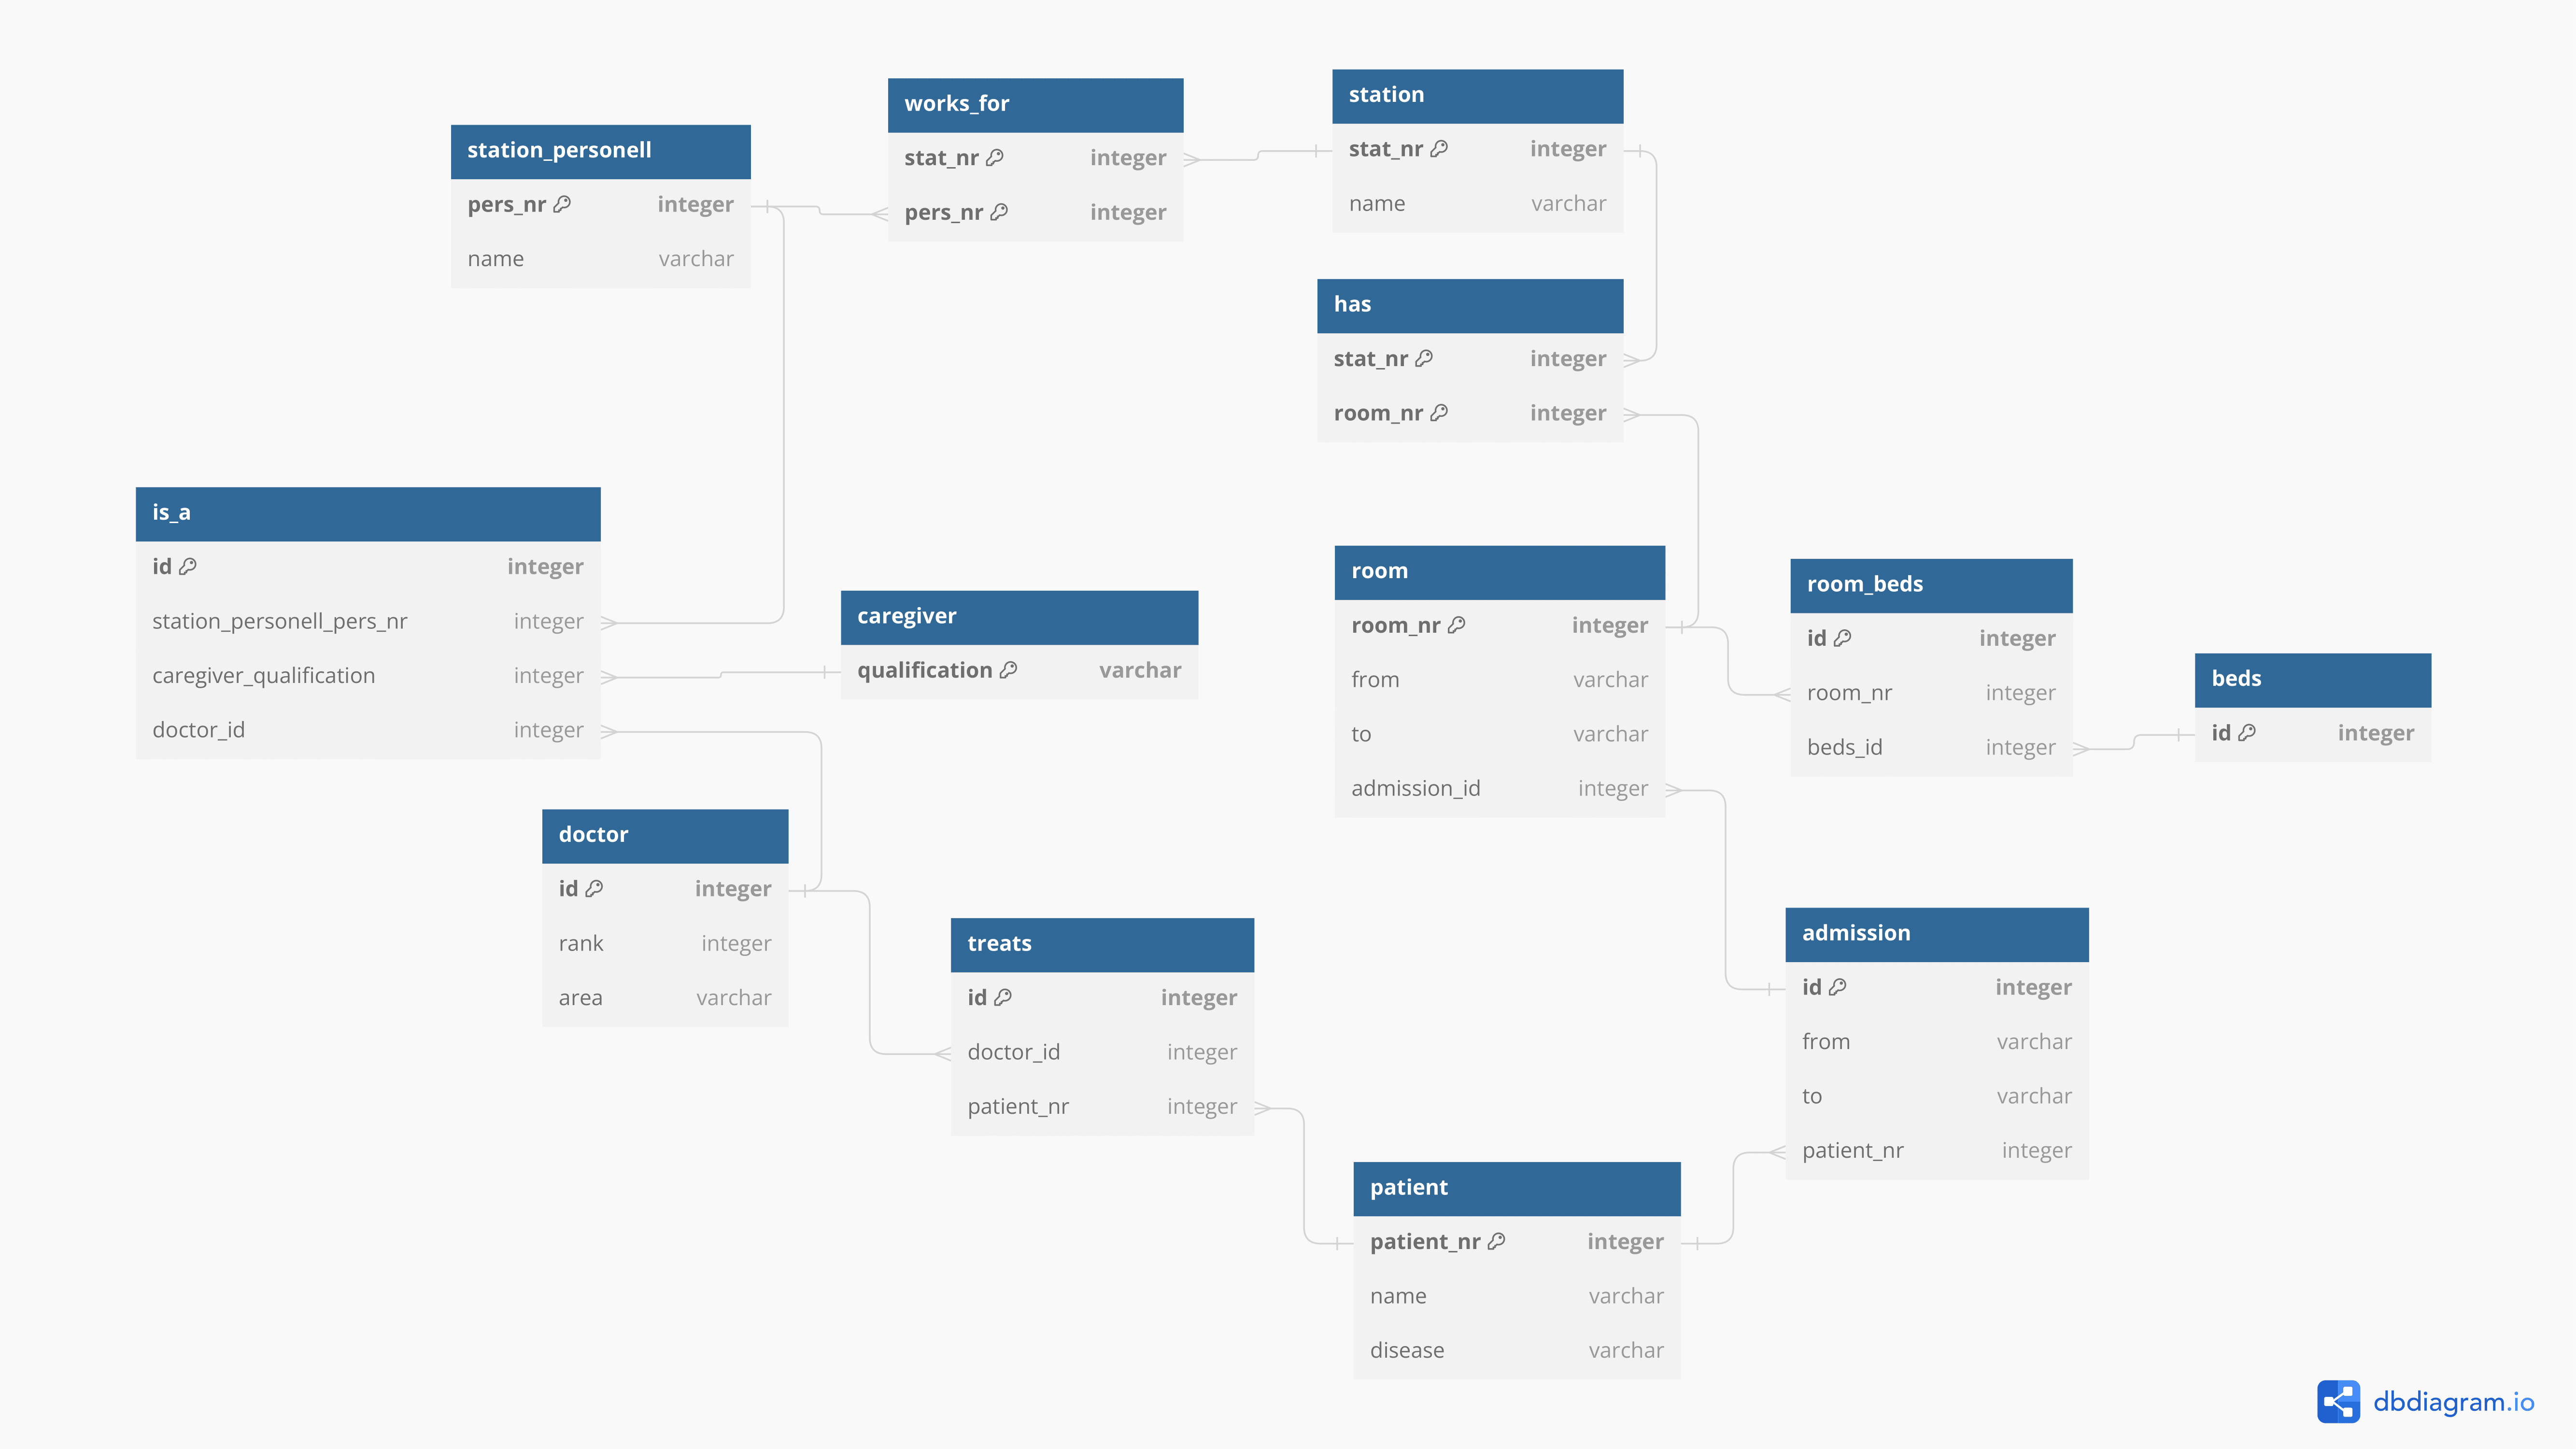 station_personell
pers_nr integer
name varchar
works_for
stat_nr integer
pers_nr integer
station
stat_nr integer
name varchar
has
stat_nr integer
room_nr integer
is_a
id integer
station_personell_pers_nr integer
caregiver_qualification integer
doctor_id integer
caregiver
qualification varchar
room
room_nr integer
from varchar
to varchar
admission_id integer
room_beds
id integer
room_nr integer
beds_id integer
beds
id integer
doctor
id integer
rank integer
area varchar
treats
id integer
doctor_id integer
patient_nr integer
admission
id integer
from varchar
to varchar
patient_nr integer
patient
patient_nr integer
name varchar
disease varchar
dbdiagram.io